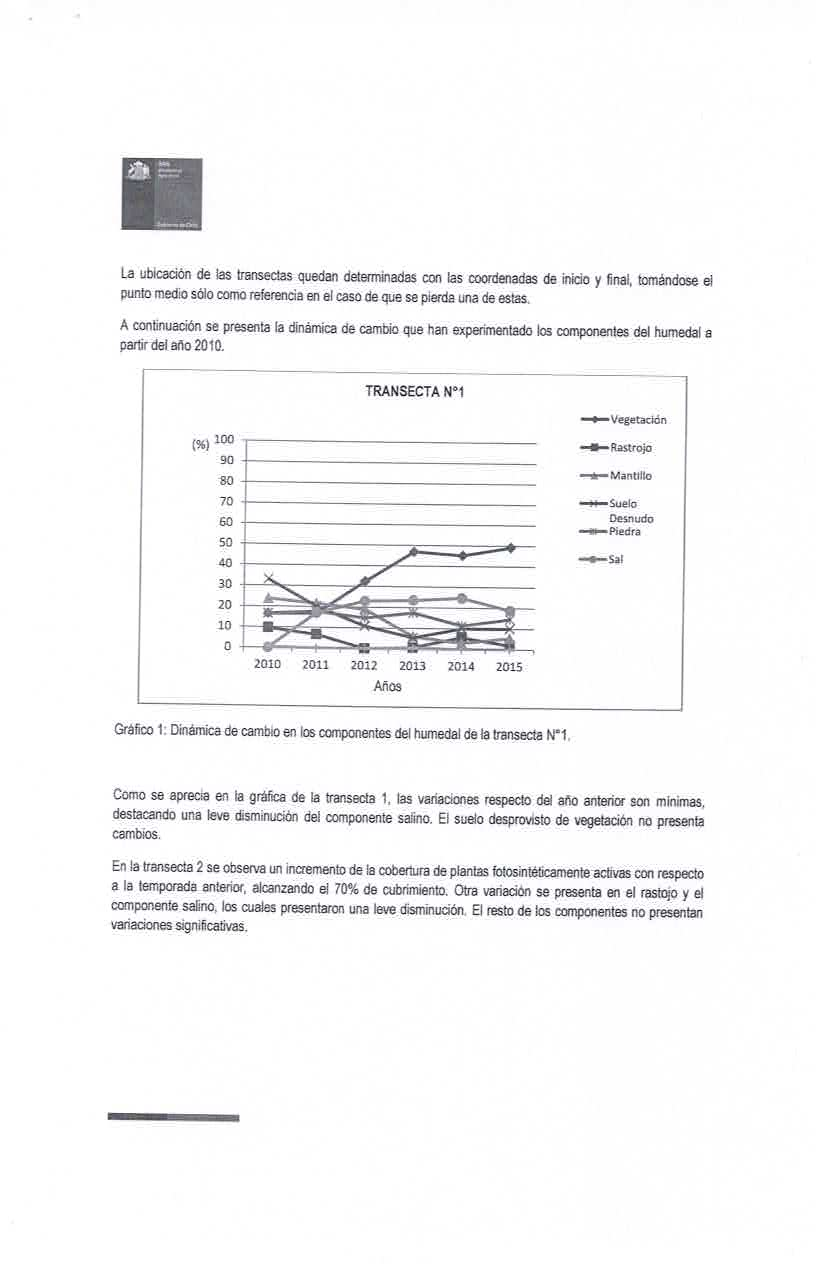 SAG
Gobierno de Chile
La ubicación de las transectas quedan determinadas con las coordenadas de inicio y final, tomándose el
punto medio sólo como referencia en el caso de que se pierda una de estas.
A continuación se presenta la dinámica de cambio que han experimentado los componentes del humedal a
partir del año 2010.
TRANSECTA N°1
(%)
100
90
80
70
60
50
40
30
20
10
0
2010 2011 2012 2013 2014 2015
Años
Vegetación
Rastrojo
Mantillo
Suelo
Desnudo
Piedra
Sal
Gráfico 1: Dinámica de cambio en los componentes del humedal de la transecta N°1.
Como se aprecia en la gráfica de la transecta 1, las variaciones respecto del año anterior son mínimas,
destacando una leve disminución del componente salino. El suelo desprovisto de vegetación no presenta
cambios.
En la transecta 2 se observa un incremento de la cobertura de plantas fotosintéticamente activas con respecto
a la temporada anterior, alcanzando el 70% de cubrimiento. Otra variación se presenta en el rastojo y el
componente salino, los cuales presentaron una leve disminución. El resto de los componentes no presentan
variaciones significativas.